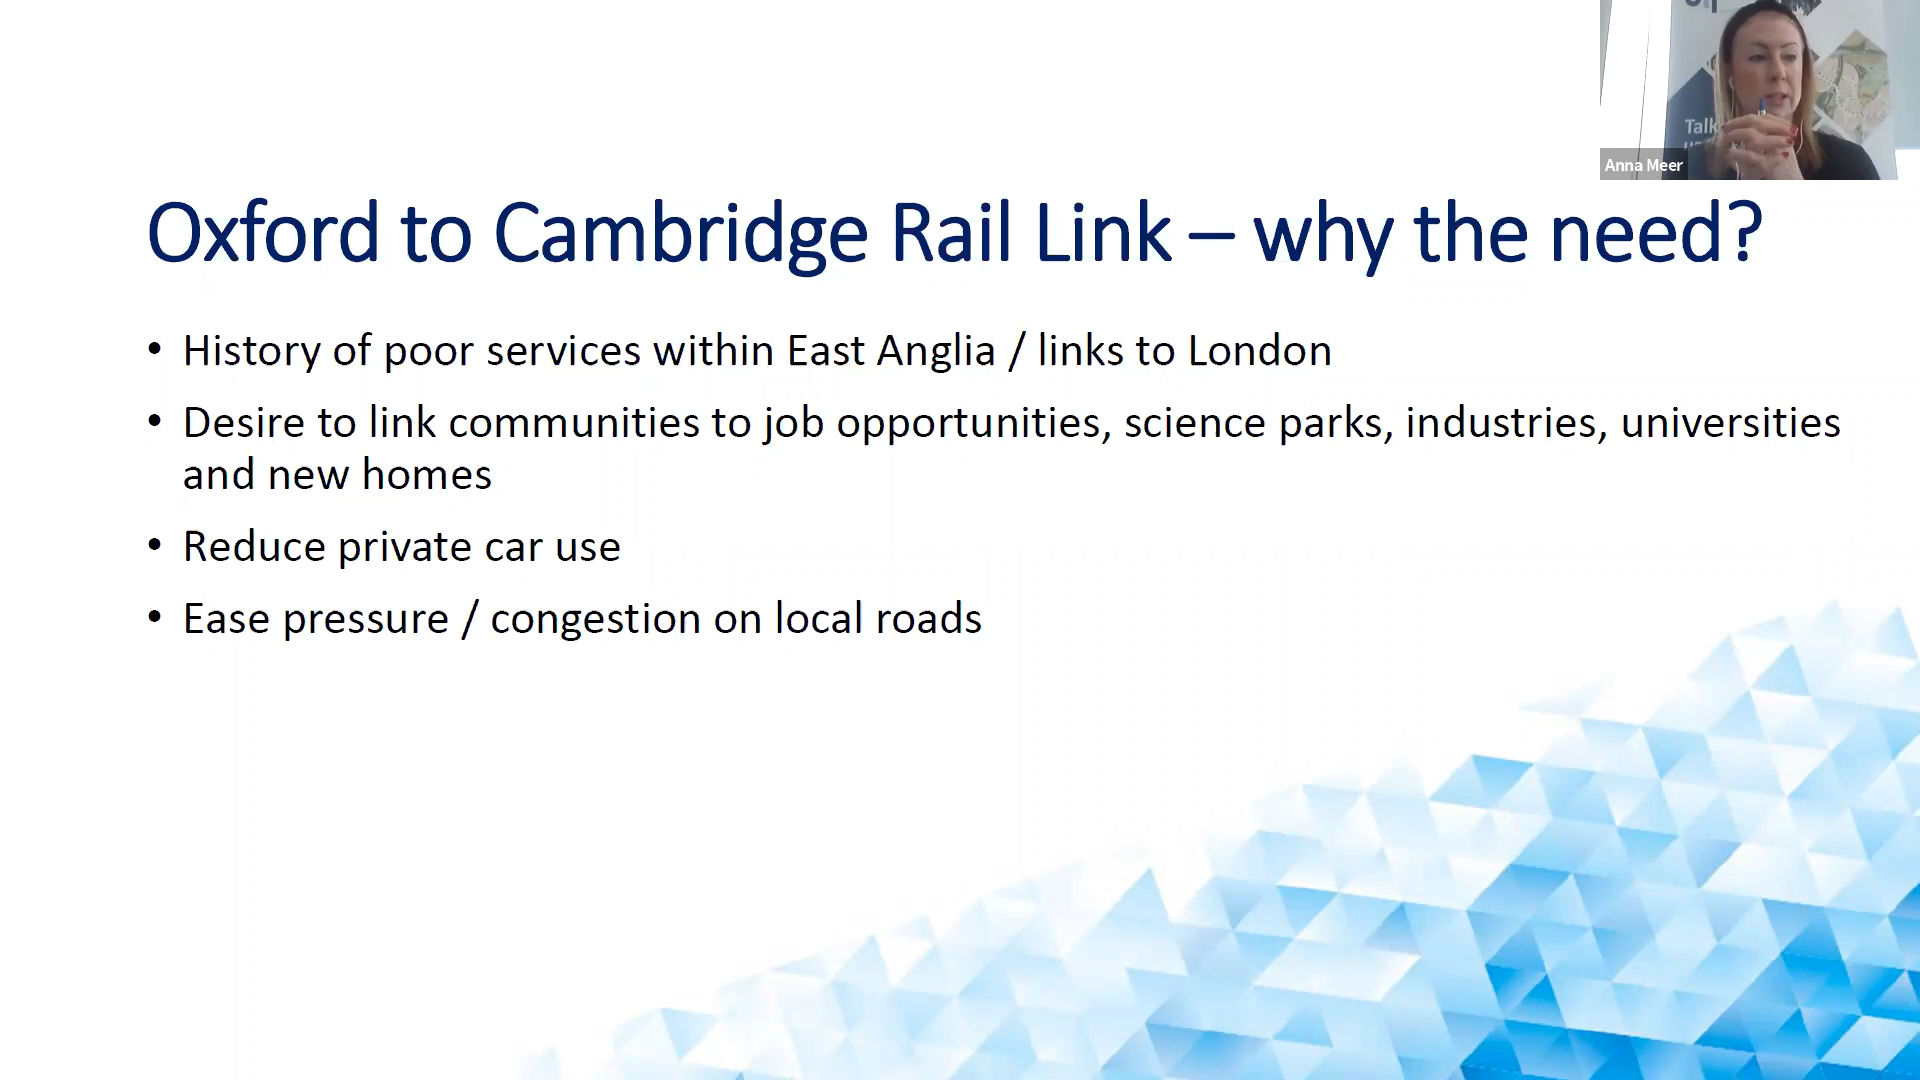 Talk
Anna Meer
Oxford to Cambridge Rail Link – why the need?
• History of poor services within East Anglia / links to London
• Desire to link communities to job opportunities, science parks, industries, universities
and new homes
• Reduce private car use
• Ease pressure / congestion on local roads